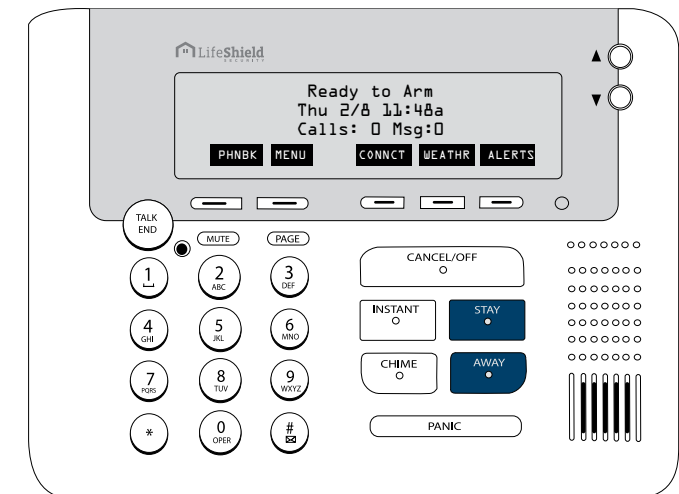 LifeShield
SECURITY
Ready to Arm
Thu 2/8 11:48a
Calls: 0 Msg:0
PHNBK MENU CONNCT WEATHR ALERTS
TALK
END
MUTE PAGE
1 2 3
ABC DEF
4 5 6
GHI JKL MNO
7 8 9
PQRS TUV WXYZ
* 0 #
OPER
CANCEL/OFF
INSTANT STAY
CHIME AWAY
PANIC